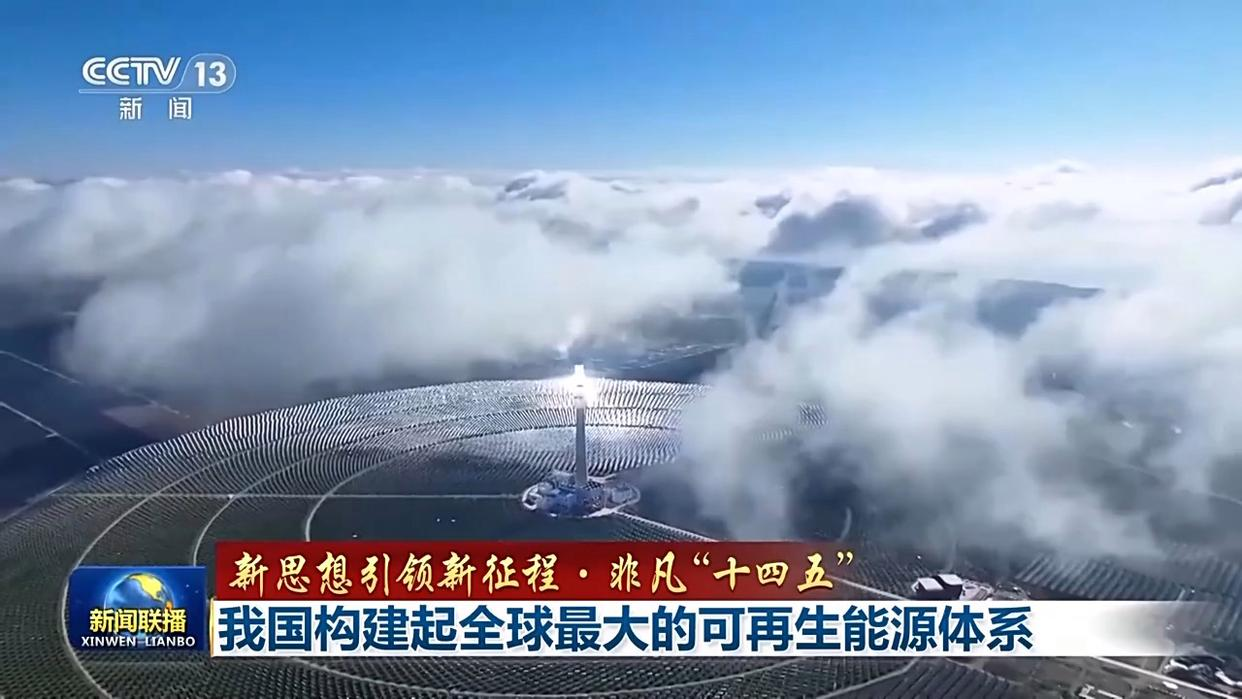 CCTV 13
新闻
新思想引领新征程·非凡“十四五”
新闻联播
XINWEN-LIANBO
我国构建起全球最大的可再生能源体系